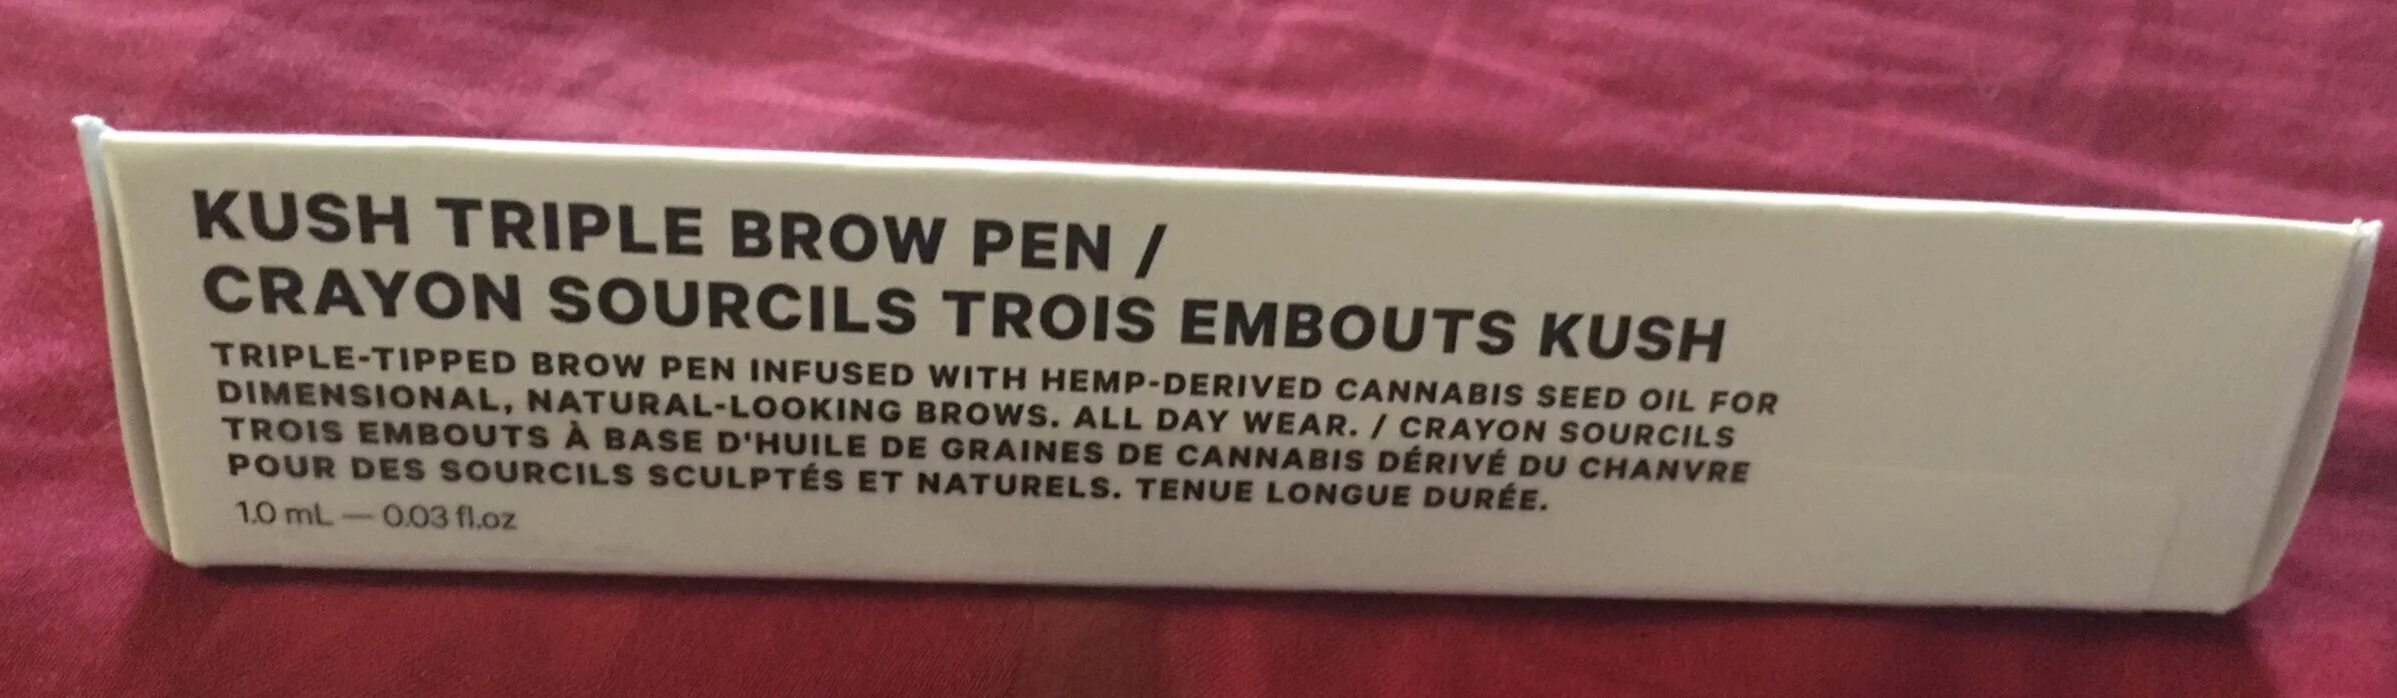 KUSH TRIPLE BROW PEN /
CRAYON SOURCILS TROIS EMBOUTS KUSH
TRIPLE-TIPPED BROW PEN INFUSED WITH HEMP-DERIVED CANNABIS SEED OIL FOR
DIMENSIONAL, NATURAL-LOOKING BROWS. ALL DAY WEAR. / CRAYON SOURCILS
TROIS EMBOUTS À BASE D'HUILE DE GRAINES DE CANNABIS DÉRIVÉ DU CHANVRE
POUR DES SOURCILS SCULPTÉS ET NATURELS. TENUE LONGUE DURÉE.
1.0 mL — 0.03 fl.oz